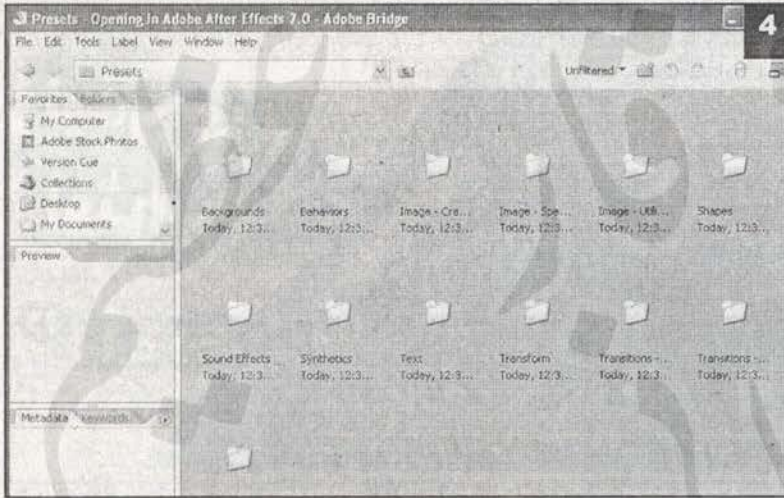 Presets - Opening in Adobe After Effects 7.0 - Adobe Bridge
4
File Edit Tools Label View Window Help
Presets
Unfiltered
Favorites Folders
My Computer
Adobe Stock Photos
Version Cue
Collections
Desktop
My Documents
Preview
Metadata Keywords
Backgrounds Behaviors Image - Cre... Image - Spe... Image - Utili... Shapes
Today, 12:3... Today, 12:3... Today, 12:3... Today, 12:3... Today, 12:3... Today, 12:3...
Sound Effects Synthetics Text Transform Transitions - ... Transitions - ...
Today, 12:3... Today, 12:3... Today, 12:3... Today, 12:3... Today, 12:3... Today, 12:3...